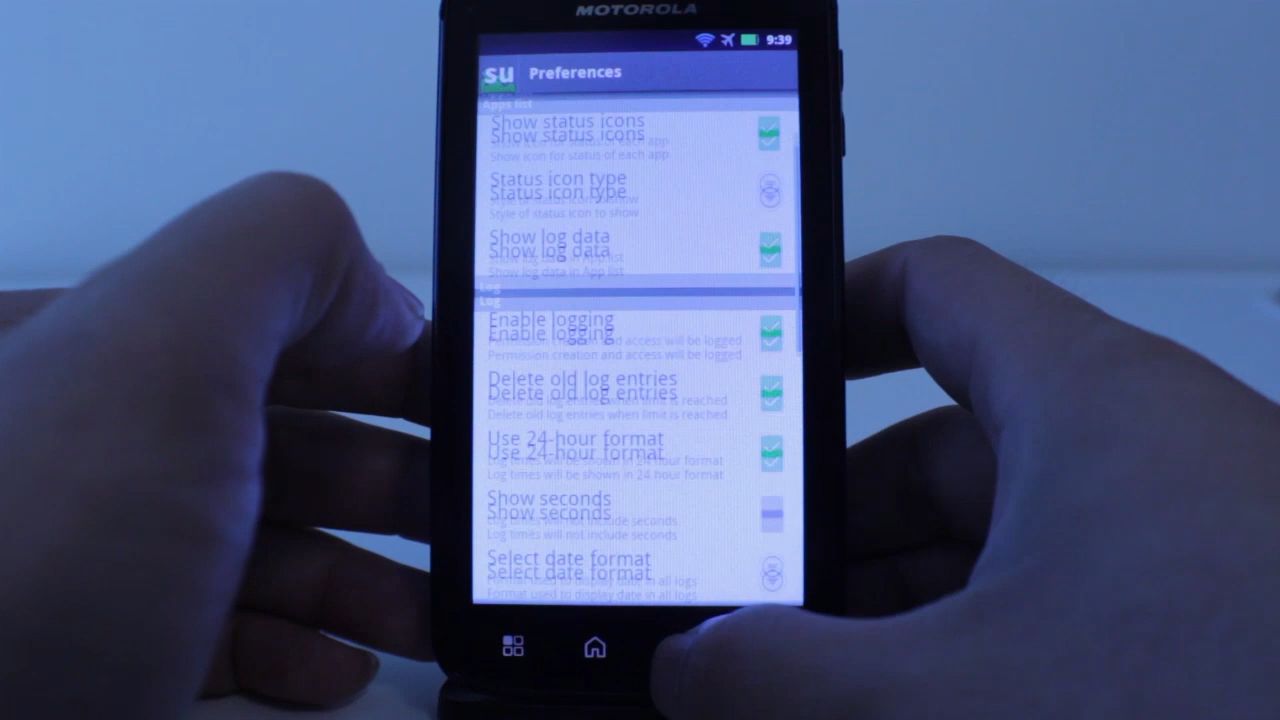 MOTOROLA
9:39
su Preferences
Apps list
Show status icons
Show icon for status of each app
Status icon type
Style of status icon to show
Show log data
Show log data in App list
Log
Enable logging
Permission creation and access will be logged
Delete old log entries
Delete old log entries when limit is reached
Use 24-hour format
Log times will be shown in 24 hour format
Show seconds
Log times will not include seconds
Select date format
Format used to display date in all logs